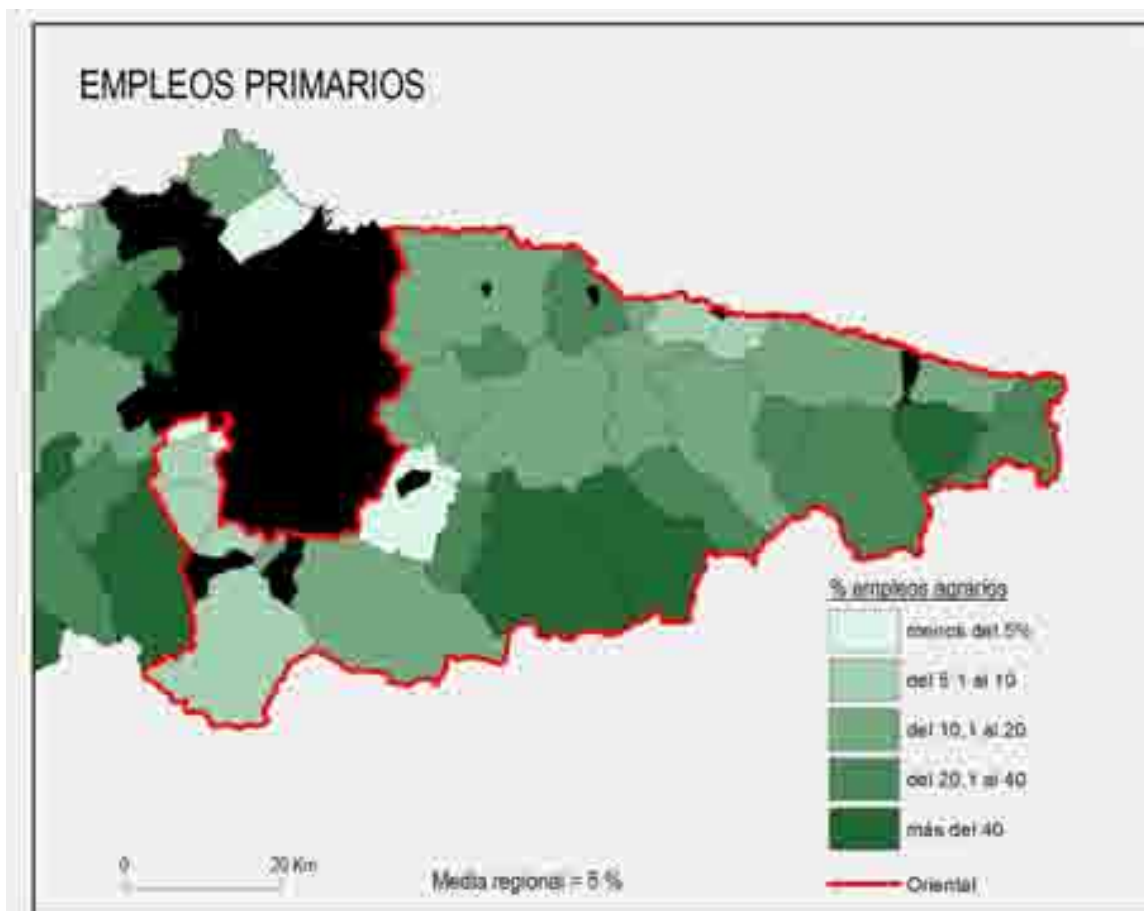 EMPLEOS PRIMARIOS
% empleos agrarios
menos del 5%
del 5.1 al 10
del 10,1 al 20
del 20,1 al 40
más del 40
Oriental
0 20 Km
Media regional = 5 %